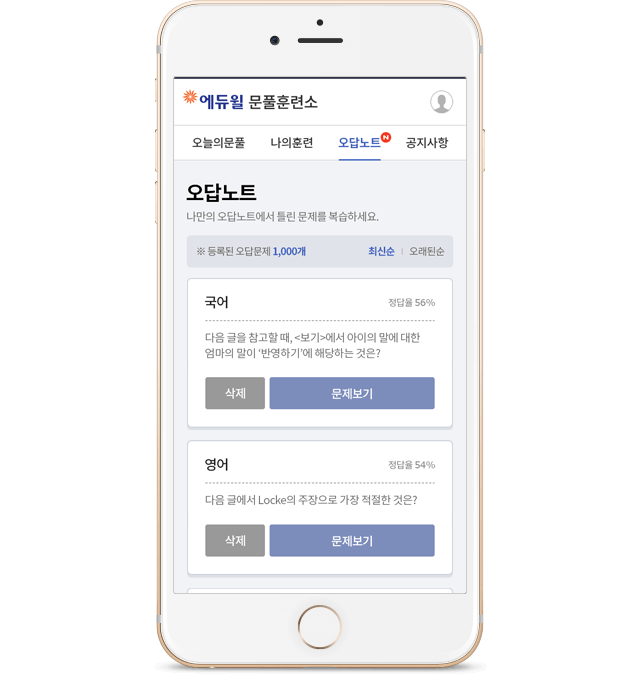 에듀윌 문풀훈련소
오늘의문풀 나의훈련 오답노트 N 공지사항
오답노트
나만의 오답노트에서 틀린 문제를 복습하세요.
※ 등록된 오답문제 1,000개 최신순 | 오래된순
국어 정답율 56%
다음 글을 참고할 때, <보기>에서 아이의 말에 대한
엄마의 말이 ‘반영하기’에 해당하는 것은?
삭제 문제보기
영어 정답율 54%
다음 글에서 Locke의 주장으로 가장 적절한 것은?
삭제 문제보기